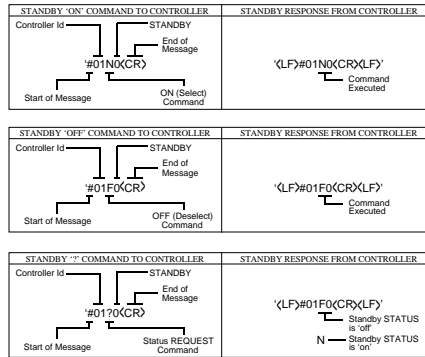 STANDBY ‘ON’ COMMAND TO CONTROLLER
STANDBY RESPONSE FROM CONTROLLER
Controller Id
STANDBY
End of
Message
‘#01N0<CR>
Start of Message
ON (Select)
Command
‘<LF>#01N0<CR><LF>’
Command
Executed
STANDBY ‘OFF’ COMMAND TO CONTROLLER
STANDBY RESPONSE FROM CONTROLLER
Controller Id
STANDBY
End of
Message
‘#01F0<CR>
Start of Message
OFF (Deselect)
Command
‘<LF>#01F0<CR><LF>’
Command
Executed
STANDBY ‘?’ COMMAND TO CONTROLLER
STANDBY RESPONSE FROM CONTROLLER
Controller Id
STANDBY
End of
Message
‘#01?0<CR>
Start of Message
Status REQUEST
Command
‘<LF>#01F0<CR><LF>’
Standby STATUS
is ‘off’
N
Standby STATUS
is ‘on’